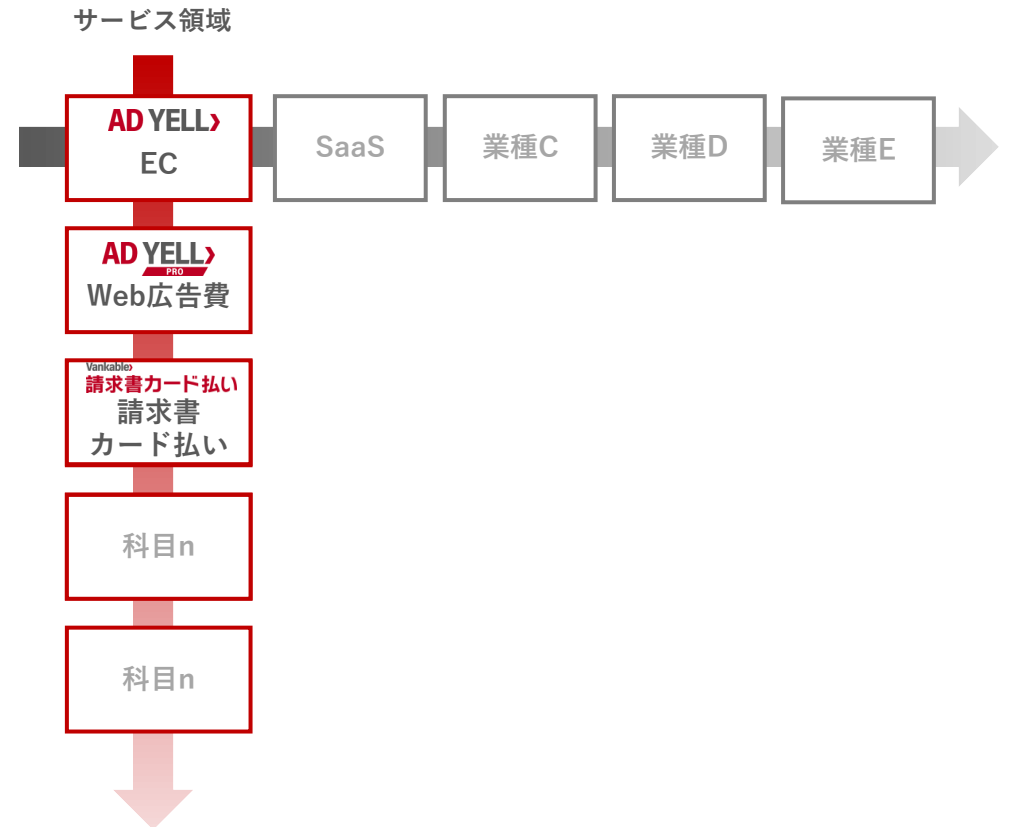 サービス領域
AD YELL
EC
SaaS
業種C
業種D
業種E
AD YELL
PRO
Web広告費
Vankable
請求書カード払い
請求書
カード払い
科目n
科目n